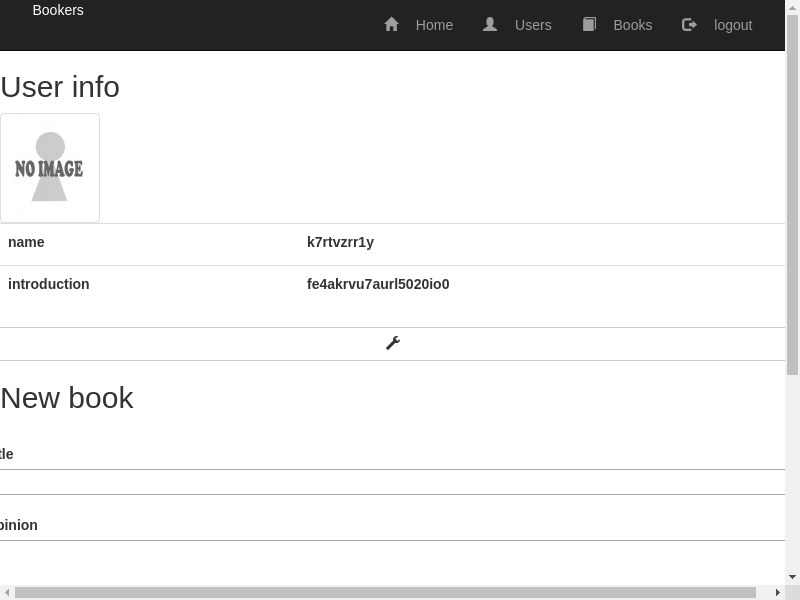 Bookers
Home Users Books logout
User info
NO IMAGE
name k7rtvzrr1y
introduction fe4akrvu7aurl5020io0
New book
tle
pinion